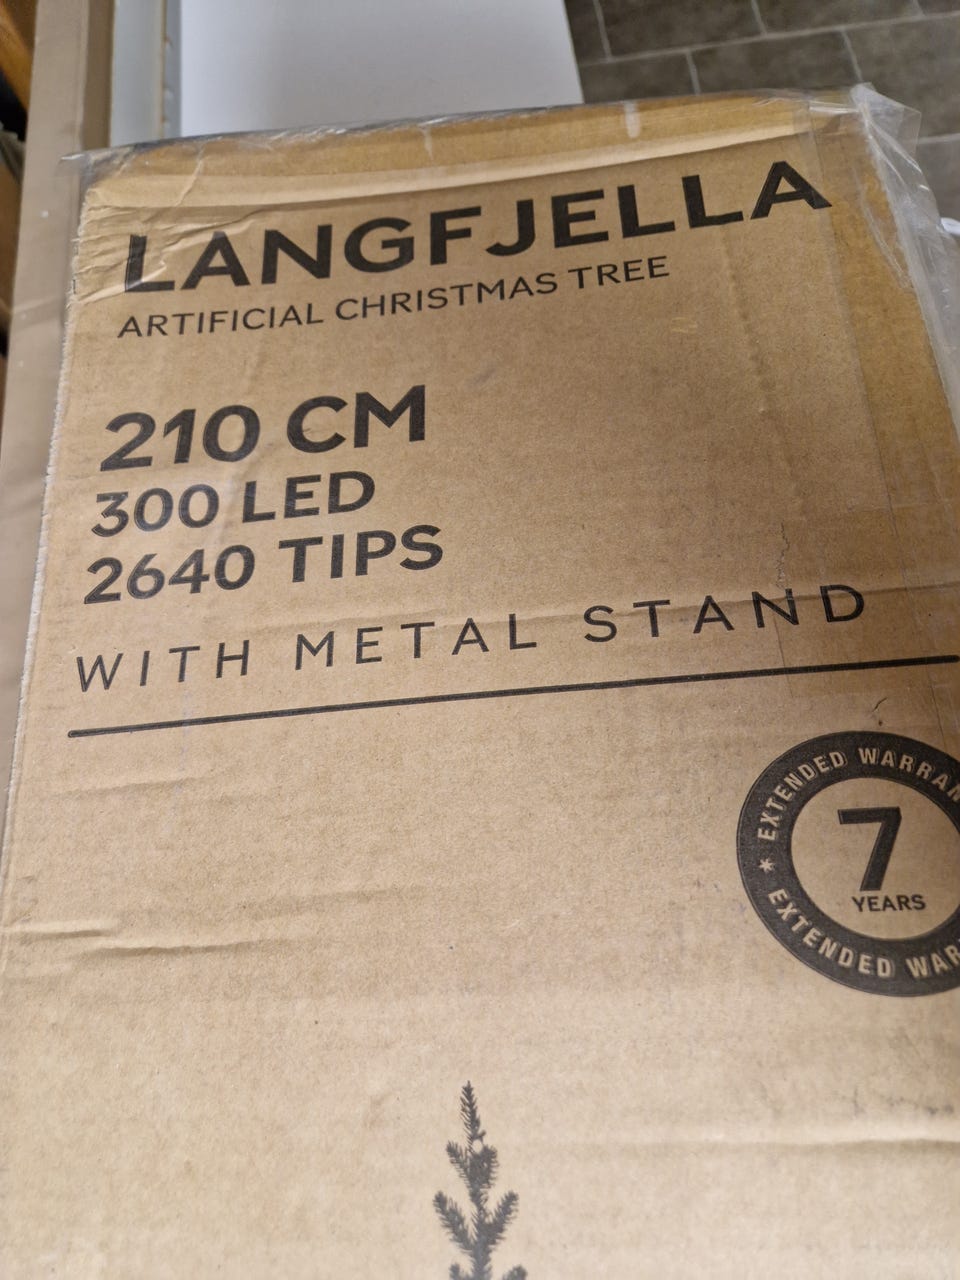 LANGFJELLA
ARTIFICIAL CHRISTMAS TREE
210 CM
300 LED
2640 TIPS
WITH METAL STAND
EXTENDED
7
YEARS
* EXTENDED